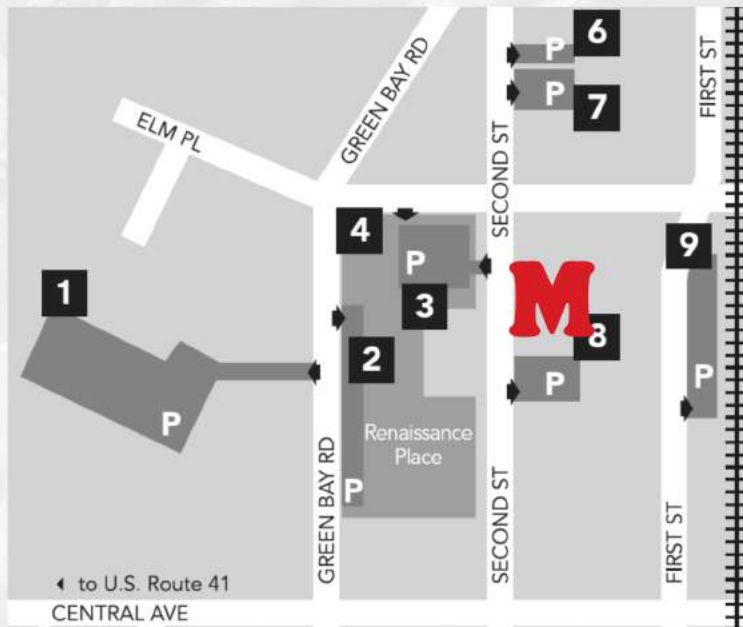 6
P
P
7
GREEN BAY RD
FIRST ST
ELM PL
SECOND ST
4
P
9
1
3
M
8
2
P
P
P
Renaissance
Place
P
GREEN BAY RD
SECOND ST
FIRST ST
to U.S. Route 41
CENTRAL AVE